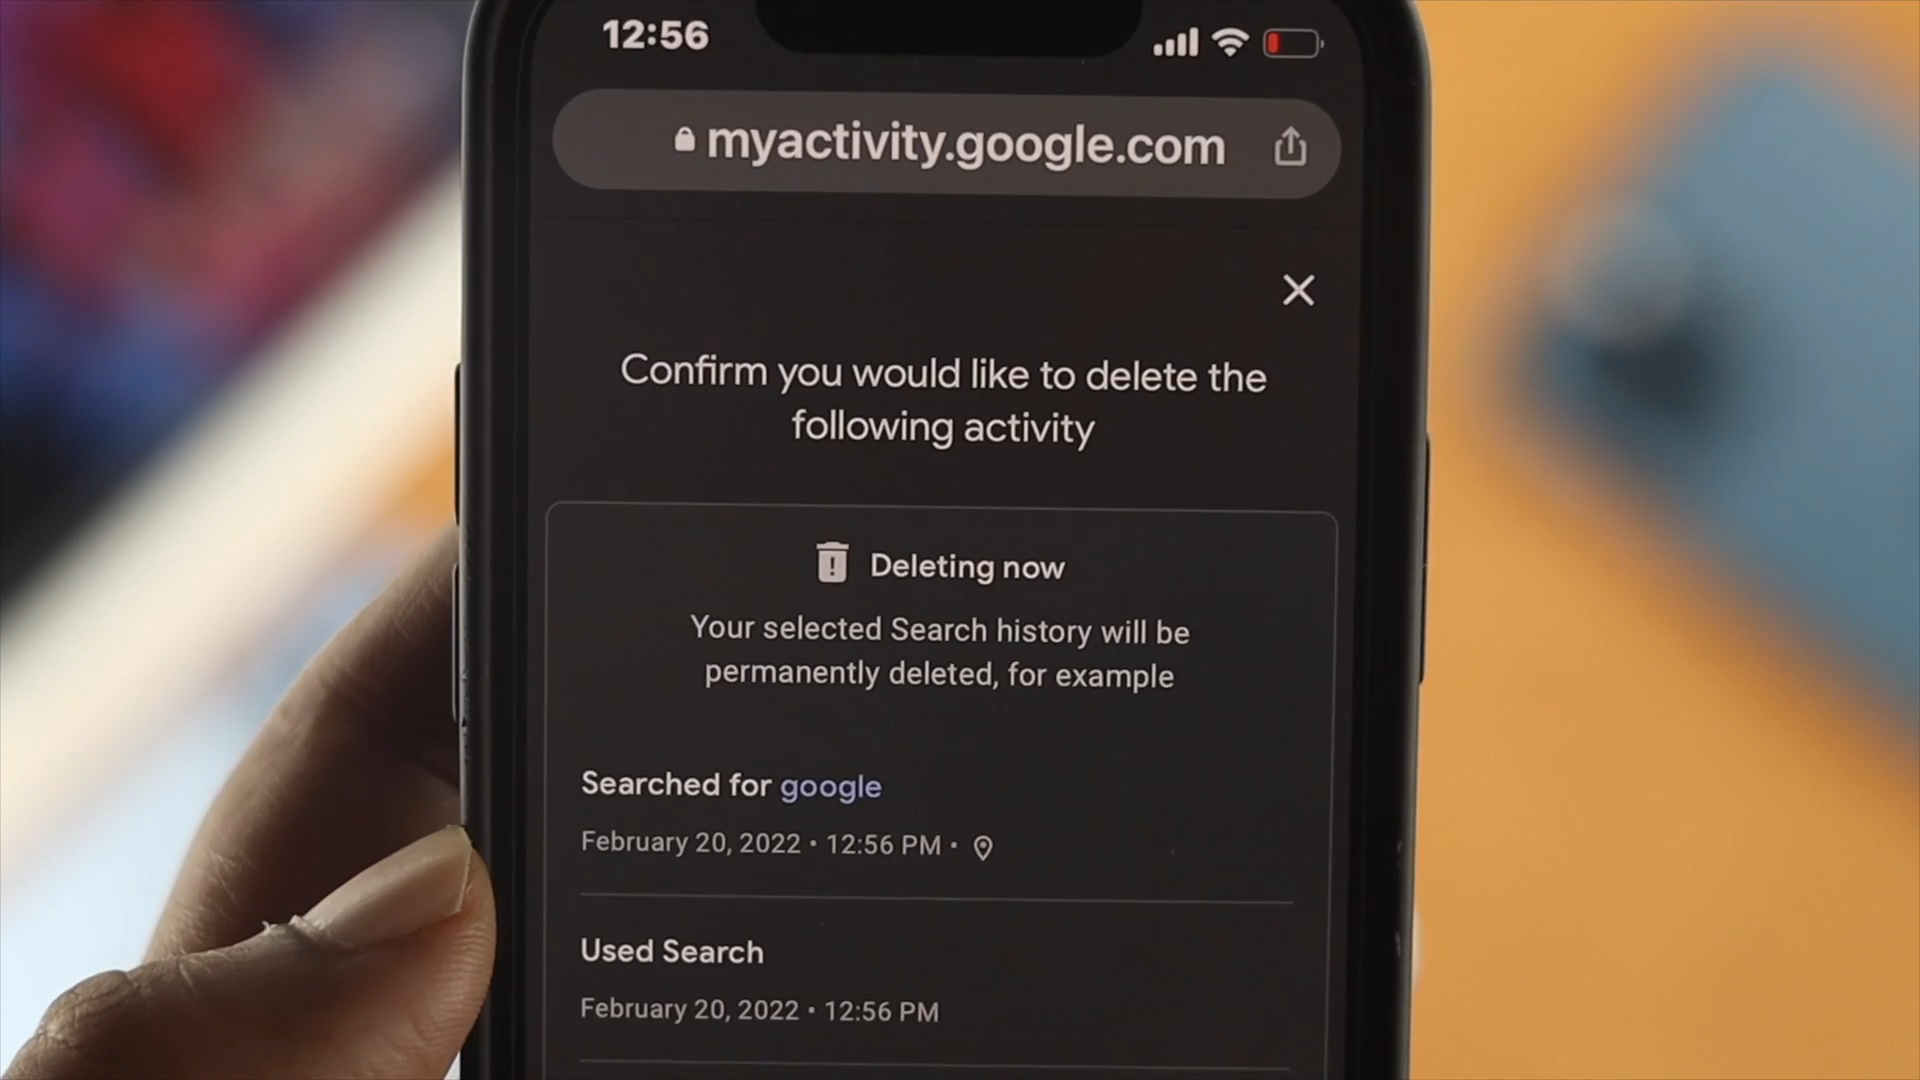 12:56
myactivity.google.com
Confirm you would like to delete the
following activity
Deleting now
Your selected Search history will be
permanently deleted, for example
Searched for google
February 20, 2022 • 12:56 PM •
Used Search
February 20, 2022 • 12:56 PM